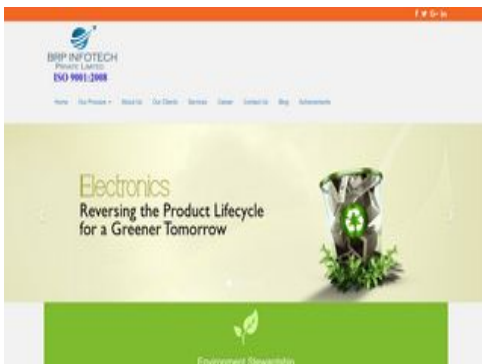 BRP INFOTECH
PRIVATE LIMITED
ISO 9001:2008
Home Our Process About Us Our Clients Services Career Contact Us Blog Achievements
Electronics
Reversing the Product Lifecycle
for a Greener Tomorrow
Environment Stewardship